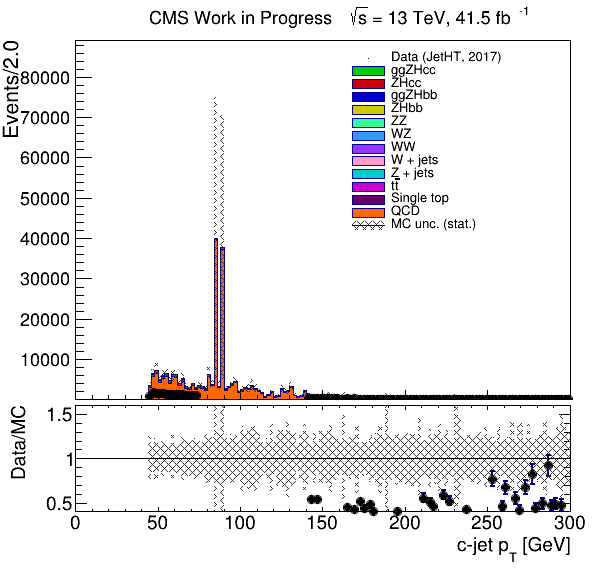 CMS Work in Progress √s = 13 TeV, 41.5 fb -1
Events/2.0
80000
70000
60000
50000
40000
30000
20000
10000
Data (JetHT, 2017)
ggZHcc
ZHcc
ggZHbb
ZHbb
ZZ
WZ
WW
W + jets
Z + jets
tt̄
Single top
QCD
MC unc. (stat.)
Data/MC
1.5
1
0.5
0 50 100 150 200 250 300
c-jet pT [GeV]